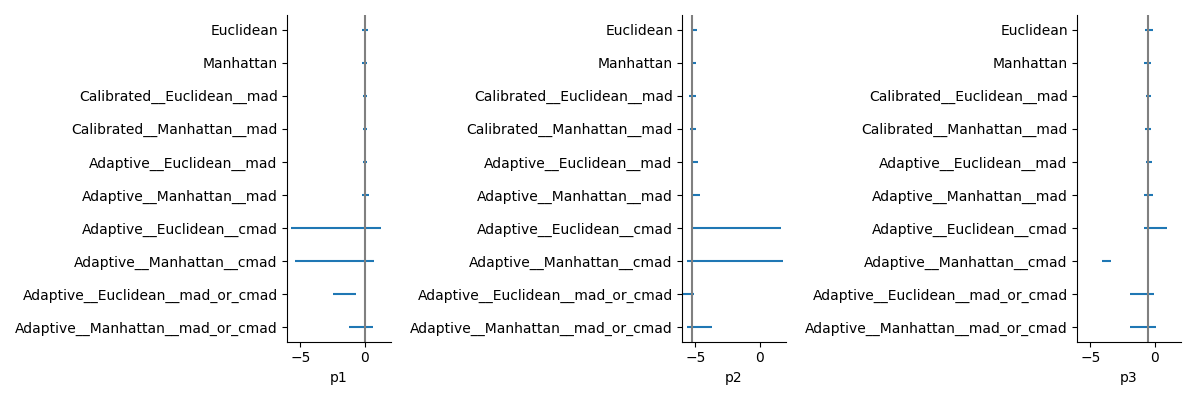 Euclidean
Manhattan
Calibrated__Euclidean__mad
Calibrated__Manhattan__mad
Adaptive__Euclidean__mad
Adaptive__Manhattan__mad
Adaptive__Euclidean__cmad
Adaptive__Manhattan__cmad
Adaptive__Euclidean__mad_or_cmad
Adaptive__Manhattan__mad_or_cmad
−5 0
p1
Euclidean
Manhattan
Calibrated__Euclidean__mad
Calibrated__Manhattan__mad
Adaptive__Euclidean__mad
Adaptive__Manhattan__mad
Adaptive__Euclidean__cmad
Adaptive__Manhattan__cmad
Adaptive__Euclidean__mad_or_cmad
Adaptive__Manhattan__mad_or_cmad
−5 0
p2
Euclidean
Manhattan
Calibrated__Euclidean__mad
Calibrated__Manhattan__mad
Adaptive__Euclidean__mad
Adaptive__Manhattan__mad
Adaptive__Euclidean__cmad
Adaptive__Manhattan__cmad
Adaptive__Euclidean__mad_or_cmad
Adaptive__Manhattan__mad_or_cmad
−5 0
p3